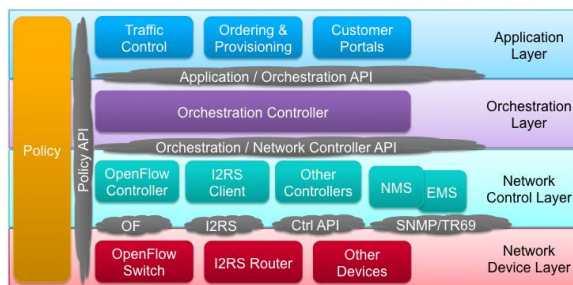 Policy
Policy API
Traffic
Control
Ordering &
Provisioning
Customer
Portals
Application
Layer
Application / Orchestration API
Orchestration Controller
Orchestration
Layer
Orchestration / Network Controller API
OpenFlow
Controller
I2RS
Client
Other
Controllers
NMS
EMS
Network
Control Layer
OF
I2RS
Ctrl API
SNMP/TR69
OpenFlow
Switch
I2RS Router
Other
Devices
Network
Device Layer